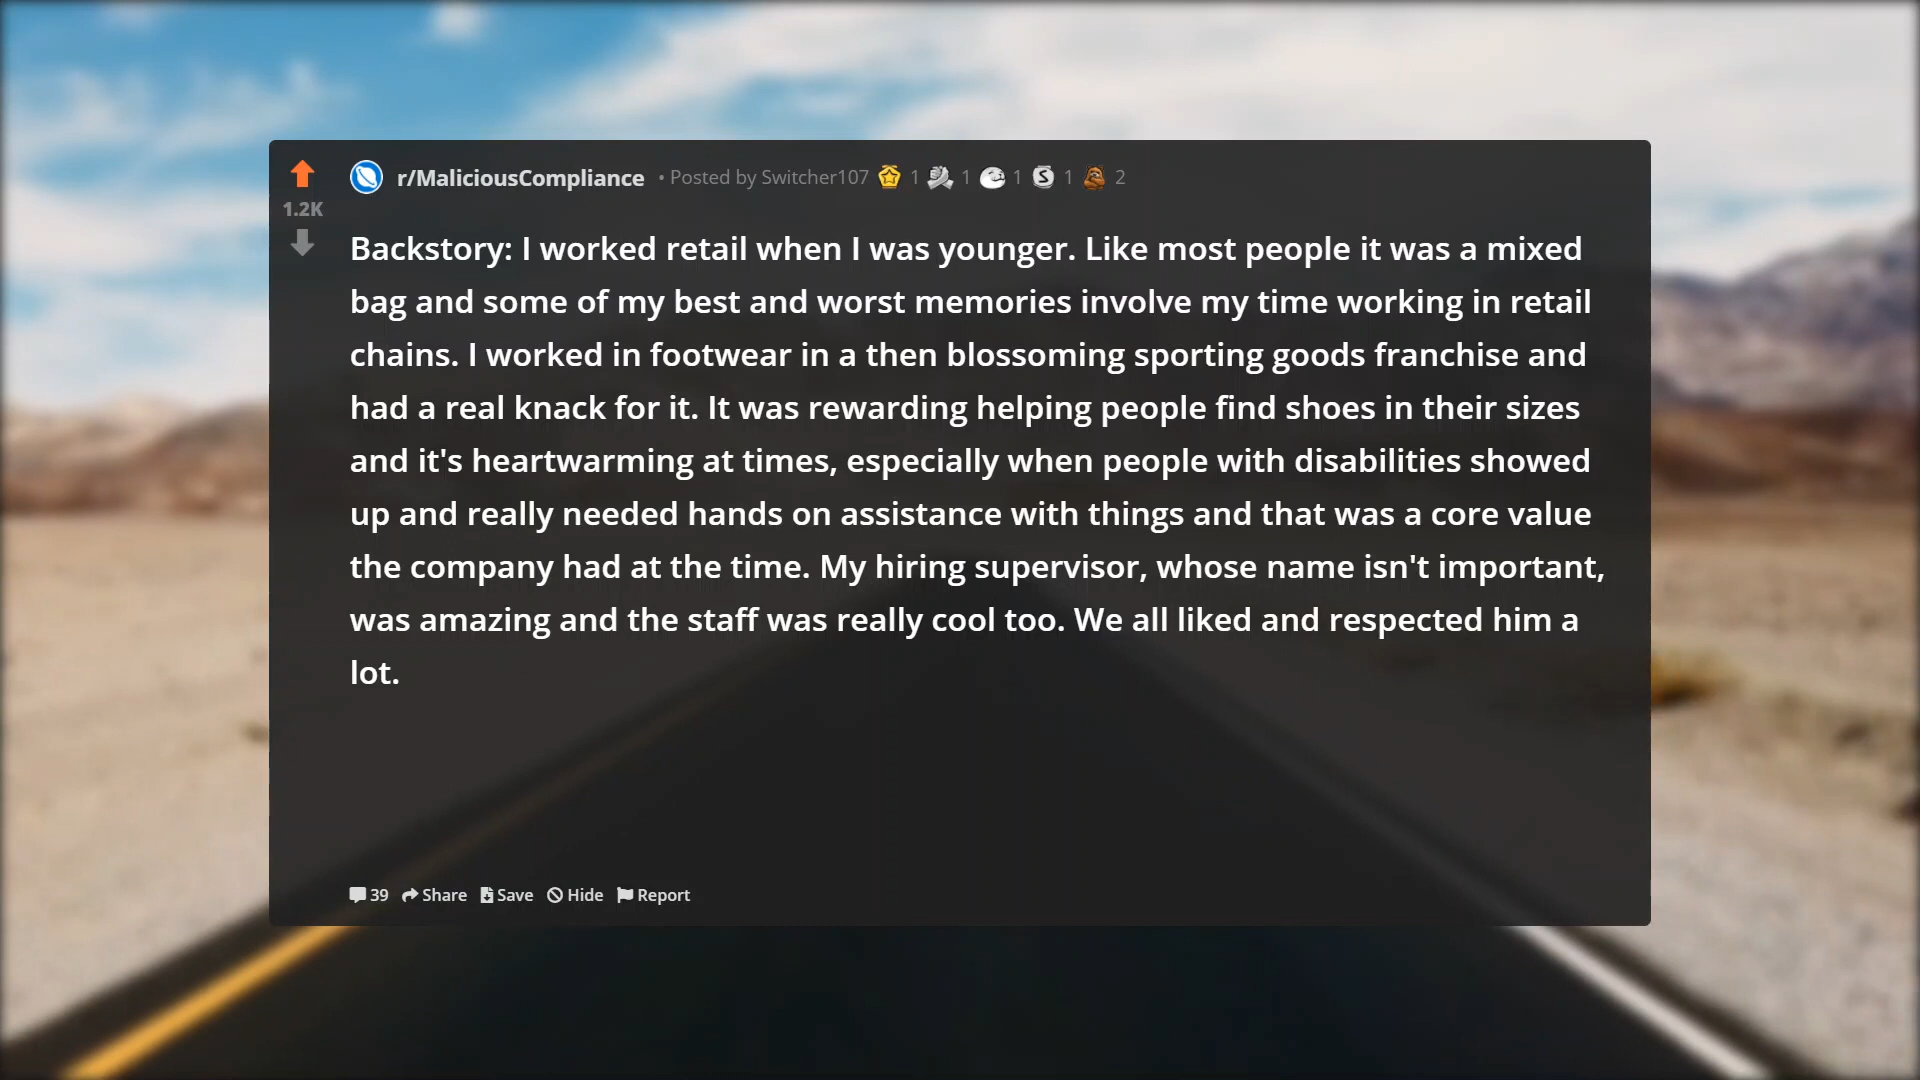 r/MaliciousCompliance • Posted by Switcher107 1 1 1 1 2
1.2K
Backstory: I worked retail when I was younger. Like most people it was a mixed
bag and some of my best and worst memories involve my time working in retail
chains. I worked in footwear in a then blossoming sporting goods franchise and
had a real knack for it. It was rewarding helping people find shoes in their sizes
and it's heartwarming at times, especially when people with disabilities showed
up and really needed hands on assistance with things and that was a core value
the company had at the time. My hiring supervisor, whose name isn't important,
was amazing and the staff was really cool too. We all liked and respected him a
lot.
39 Share Save Hide Report